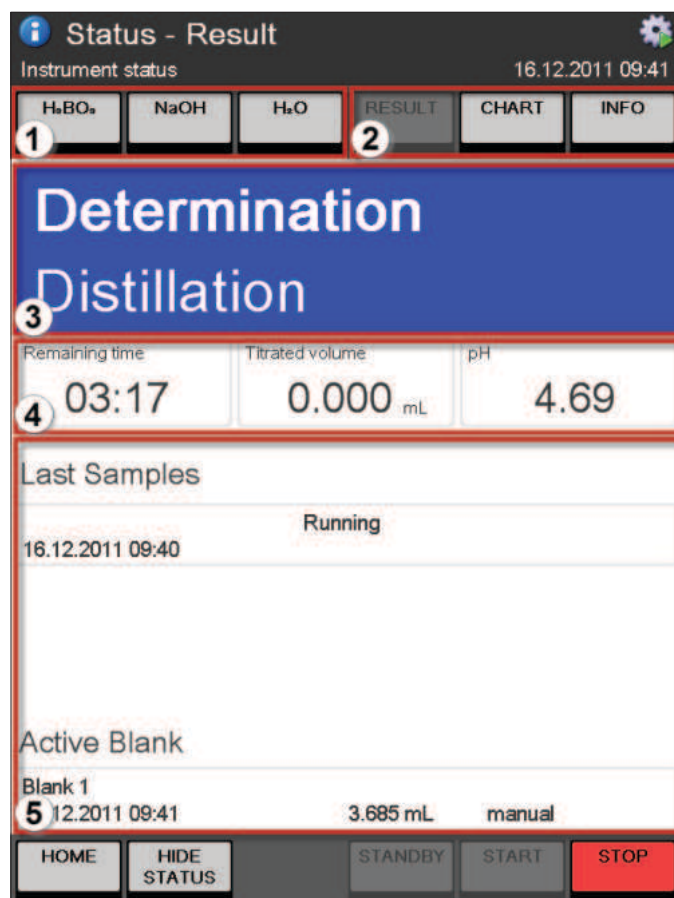 Status - Result
Instrument status 16.12.2011 09:41
H₃BO₃ NaOH H₂O RESULT CHART INFO
1 2
Determination
Distillation
3
Remaining time Titrated volume pH
03:17 0.000 mL 4.69
4
Last Samples
Running
16.12.2011 09:40
Active Blank
Blank 1
12.2011 09:41 3.685 mL manual
5
HOME HIDE STANDBY START STOP
STATUS